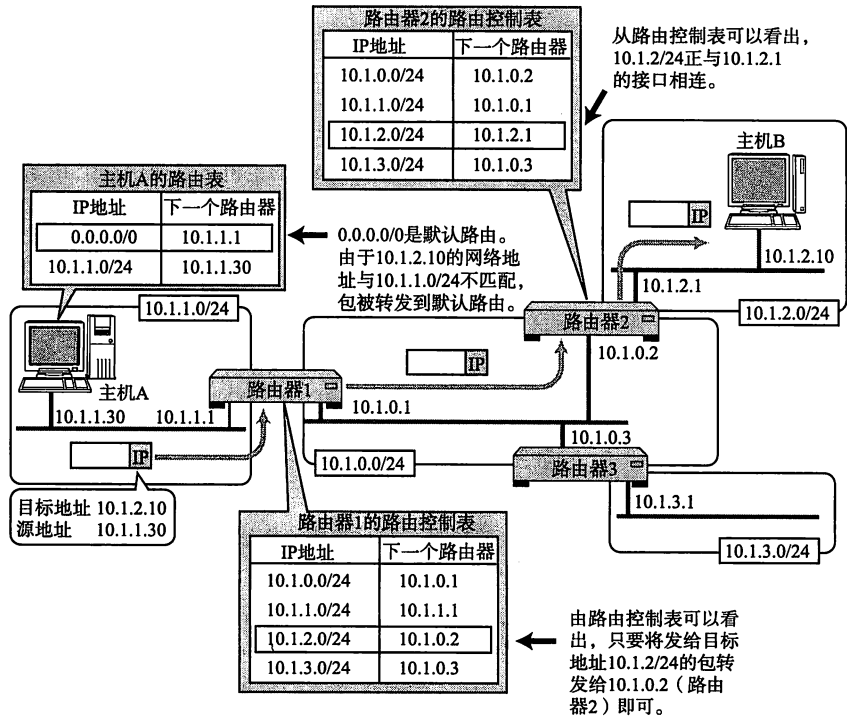 路由器2的路由控制表
IP地址 下一个路由器
10.1.0.0/24 10.1.0.2
10.1.1.0/24 10.1.0.1
10.1.2.0/24 10.1.2.1
10.1.3.0/24 10.1.0.3
从路由控制表可以看出，
10.1.2/24正与10.1.2.1
的接口相连。
主机B
IP
10.1.2.10
10.1.2.1
10.1.2.0/24
主机A的路由表
IP地址 下一个路由器
0.0.0.0/0 10.1.1.1
10.1.1.0/24 10.1.1.30
0.0.0.0/0是默认路由。
由于10.1.2.10的网络地
址与10.1.1.0/24不匹配，
包被转发到默认路由。
10.1.1.0/24
主机A
10.1.1.30
10.1.1.1
IP
目标地址 10.1.2.10
源地址 10.1.1.30
路由器1
10.1.0.1
IP
路由器2
10.1.0.2
10.1.0.3
10.1.0.0/24
路由器3
10.1.3.1
10.1.3.0/24
路由器1的路由控制表
IP地址 下一个路由器
10.1.0.0/24 10.1.0.1
10.1.1.0/24 10.1.1.1
10.1.2.0/24 10.1.0.2
10.1.3.0/24 10.1.0.3
由路由控制表可以看
出，只要将发给目标
地址10.1.2/24的包转
发给10.1.0.2（路由
器2）即可。